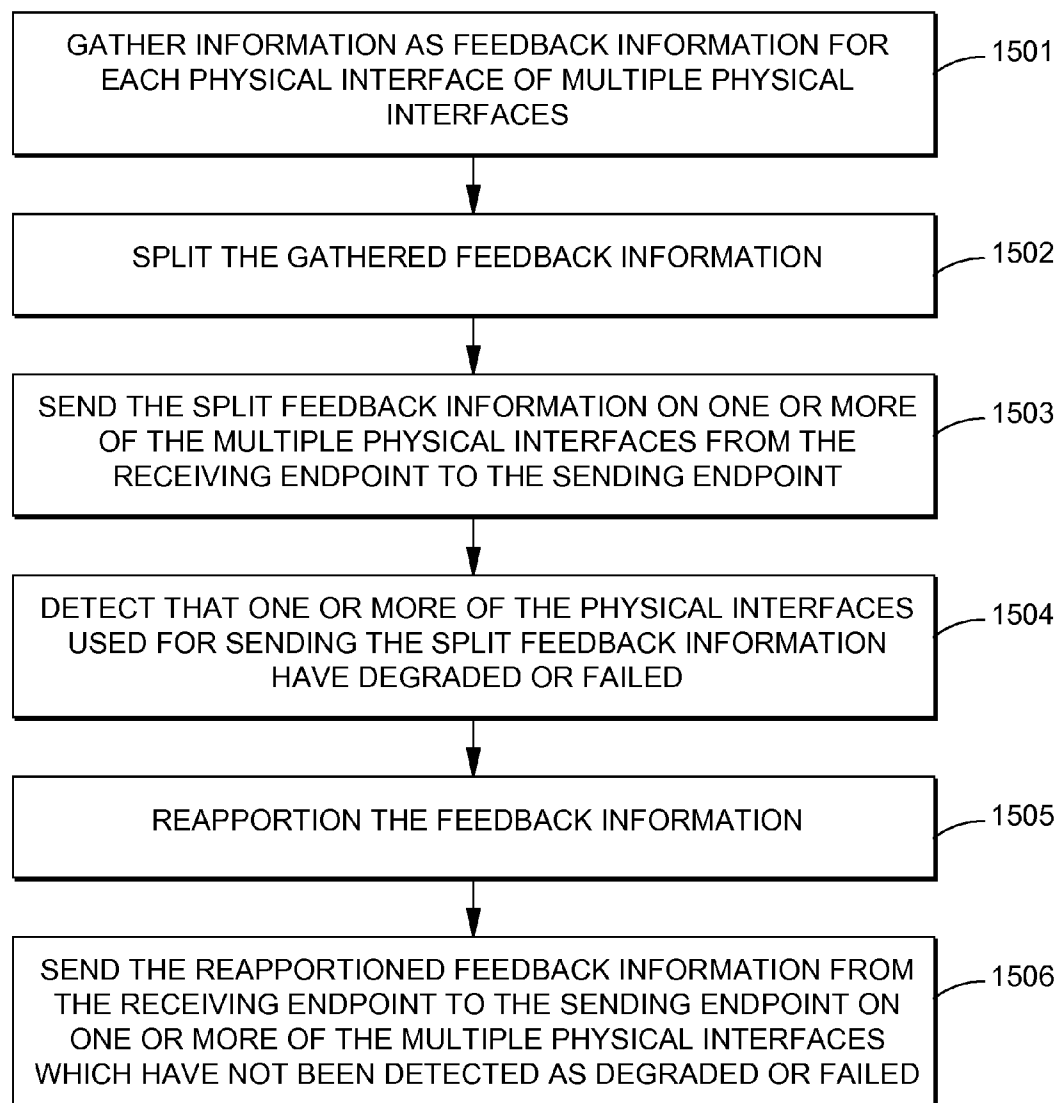 GATHER INFORMATION AS FEEDBACK INFORMATION FOR
EACH PHYSICAL INTERFACE OF MULTIPLE PHYSICAL
INTERFACES
1501
SPLIT THE GATHERED FEEDBACK INFORMATION
1502
SEND THE SPLIT FEEDBACK INFORMATION ON ONE OR MORE
OF THE MULTIPLE PHYSICAL INTERFACES FROM THE
RECEIVING ENDPOINT TO THE SENDING ENDPOINT
1503
DETECT THAT ONE OR MORE OF THE PHYSICAL INTERFACES
USED FOR SENDING THE SPLIT FEEDBACK INFORMATION
HAVE DEGRADED OR FAILED
1504
REAPPORTION THE FEEDBACK INFORMATION
1505
SEND THE REAPPORTIONED FEEDBACK INFORMATION FROM
THE RECEIVING ENDPOINT TO THE SENDING ENDPOINT ON
ONE OR MORE OF THE MULTIPLE PHYSICAL INTERFACES
WHICH HAVE NOT BEEN DETECTED AS DEGRADED OR FAILED
1506